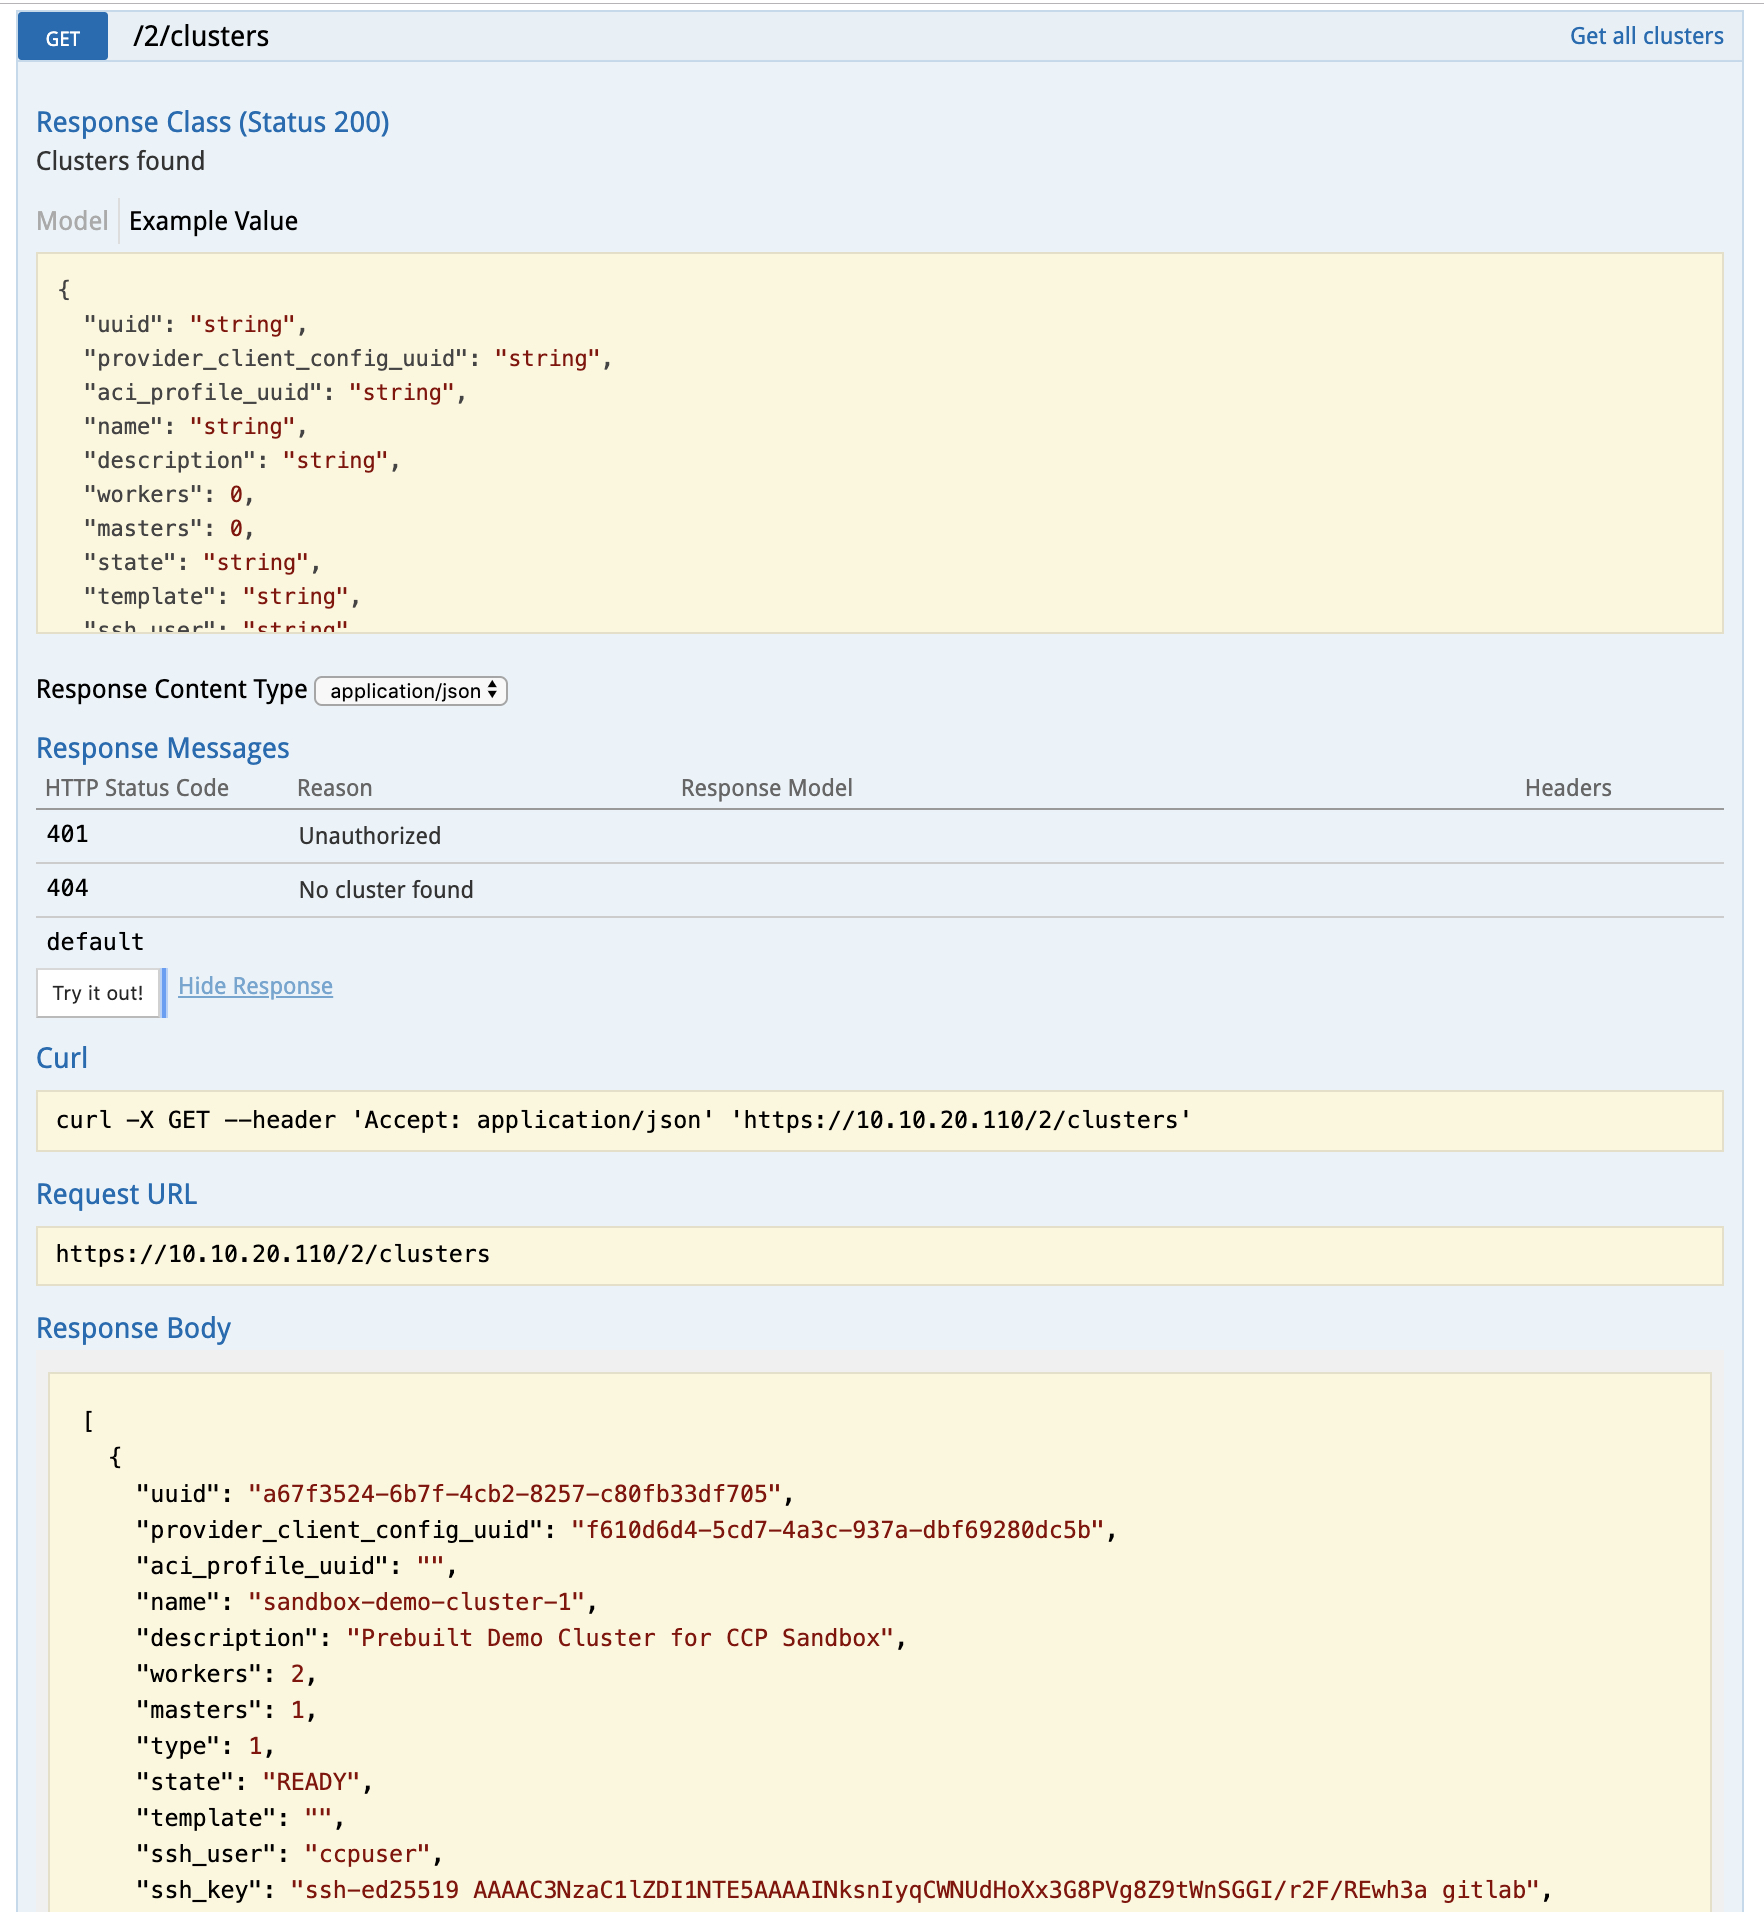 GET /2/clusters Get all clusters
Response Class (Status 200)
Clusters found
Model Example Value
{
  "uuid": "string",
  "provider_client_config_uuid": "string",
  "aci_profile_uuid": "string",
  "name": "string",
  "description": "string",
  "workers": 0,
  "masters": 0,
  "state": "string",
  "template": "string",
  "ssh_user": "string"
Response Content Type application/json
Response Messages
HTTP Status Code Reason Response Model Headers
401 Unauthorized
404 No cluster found
default
Try it out! Hide Response
Curl
curl -X GET --header 'Accept: application/json' 'https://10.10.20.110/2/clusters'
Request URL
https://10.10.20.110/2/clusters
Response Body
[
  {
    "uuid": "a67f3524-6b7f-4cb2-8257-c80fb33df705",
    "provider_client_config_uuid": "f610d6d4-5cd7-4a3c-937a-dbf69280dc5b",
    "aci_profile_uuid": "",
    "name": "sandbox-demo-cluster-1",
    "description": "Prebuilt Demo Cluster for CCP Sandbox",
    "workers": 2,
    "masters": 1,
    "type": 1,
    "state": "READY",
    "template": "",
    "ssh_user": "ccpuser",
    "ssh_key": "ssh-ed25519 AAAAC3NzaC1lZDI1NTE5AAAAINksnIyqCWNUdHoXx3G8PVg8Z9tWnSGGI/r2F/REwh3a gitlab",